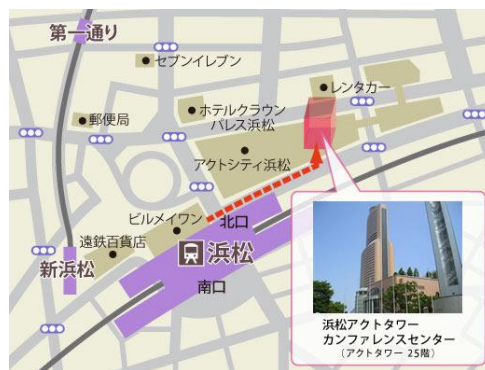 第一通り
セブンイレブン
レンタカー
郵便局
ホテルクラウン
パレス浜松
アクトシティ浜松
ビルメイワン
北口
遠鉄百貨店
浜松
新浜松
南口
浜松アクトタワー
カンファレンスセンター
(アクトタワー 25階)